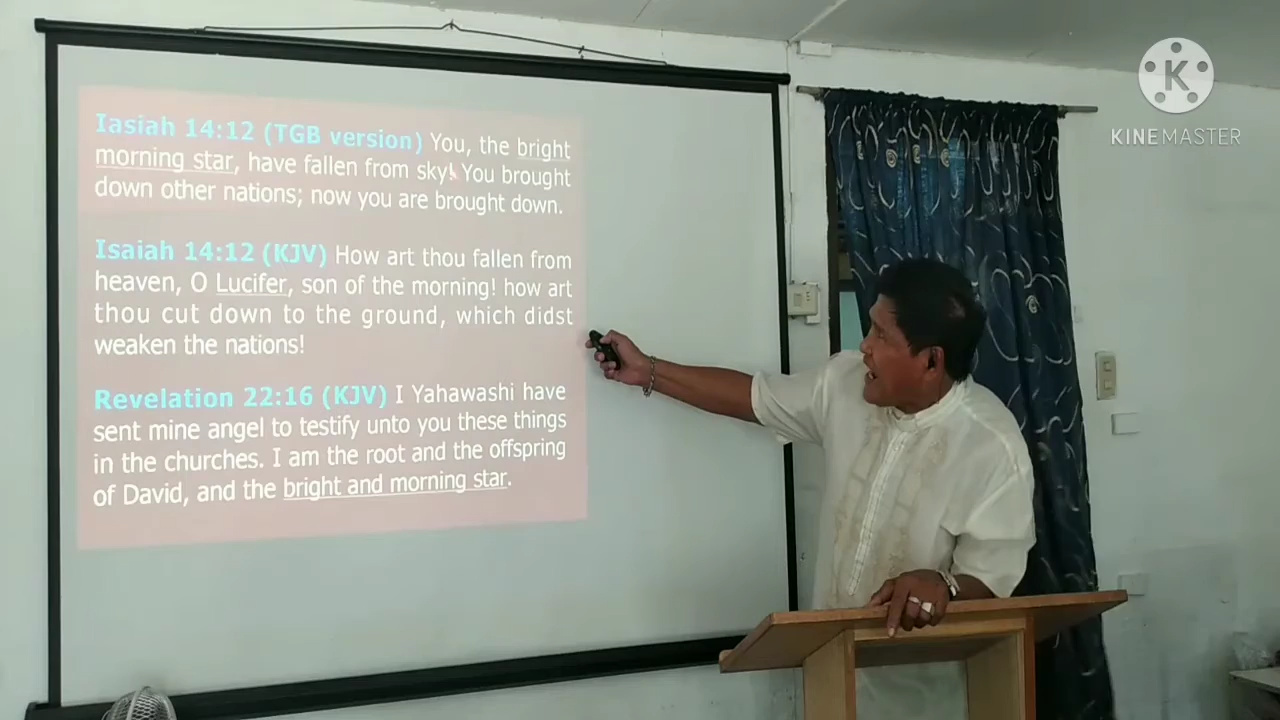 Iasiah 14:12 (TGB version) You, the bright
morning star, have fallen from sky! You brought
down other nations; now you are brought down.
Isaiah 14:12 (KJV) How art thou fallen from
heaven, O Lucifer, son of the morning! how art
thou cut down to the ground, which didst
weaken the nations!
Revelation 22:16 (KJV) I Yahawashi have
sent mine angel to testify unto you these things
in the churches. I am the root and the offspring
of David, and the bright and morning star.
K
KINEMASTER